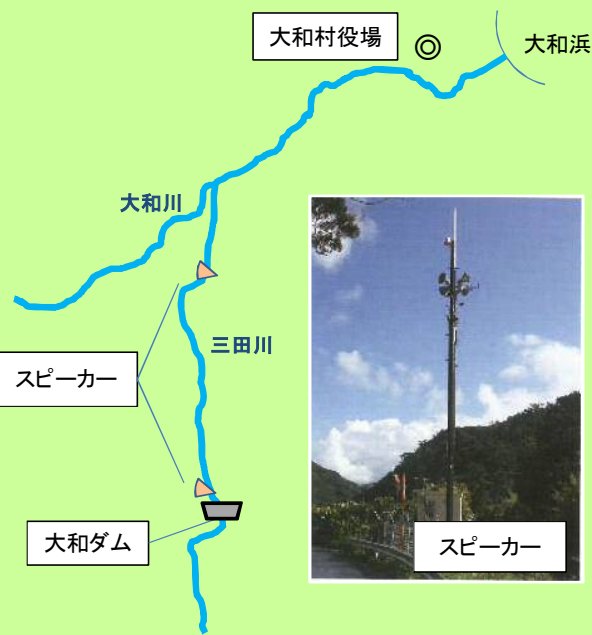 大和村役場
大和浜
大和川
三田川
スピーカー
大和ダム
スピーカー